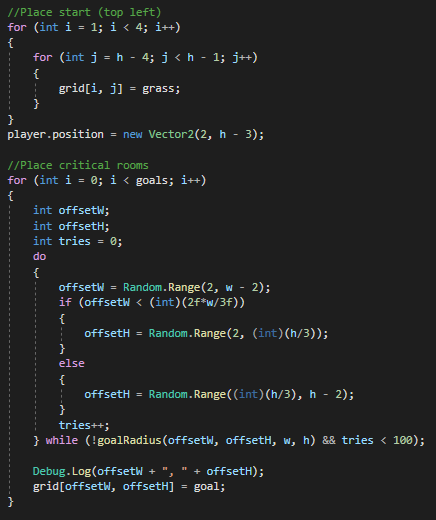 //Place start (top left)
for (int i = 1; i < 4; i++)
{
    for (int j = h - 4; j < h - 1; j++)
    {
        grid[i, j] = grass;
    }
}
player.position = new Vector2(2, h - 3);

//Place critical rooms
for (int i = 0; i < goals; i++)
{
    int offsetW;
    int offsetH;
    int tries = 0;
    do
    {
        offsetW = Random.Range(2, w - 2);
        if (offsetW < (int)(2f*w/3f))
        {
            offsetH = Random.Range(2, (int)(h/3));
        }
        else
        {
            offsetH = Random.Range((int)(h/3), h - 2);
        }
        tries++;
    } while (!goalRadius(offsetW, offsetH, w, h) && tries < 100);

    Debug.Log(offsetW + ", " + offsetH);
    grid[offsetW, offsetH] = goal;
}